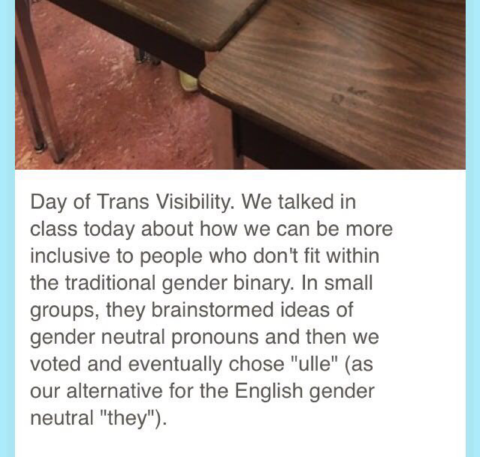 Day of Trans Visibility. We talked in
class today about how we can be more
inclusive to people who don't fit within
the traditional gender binary. In small
groups, they brainstormed ideas of
gender neutral pronouns and then we
voted and eventually chose "ulle" (as
our alternative for the English gender
neutral "they").